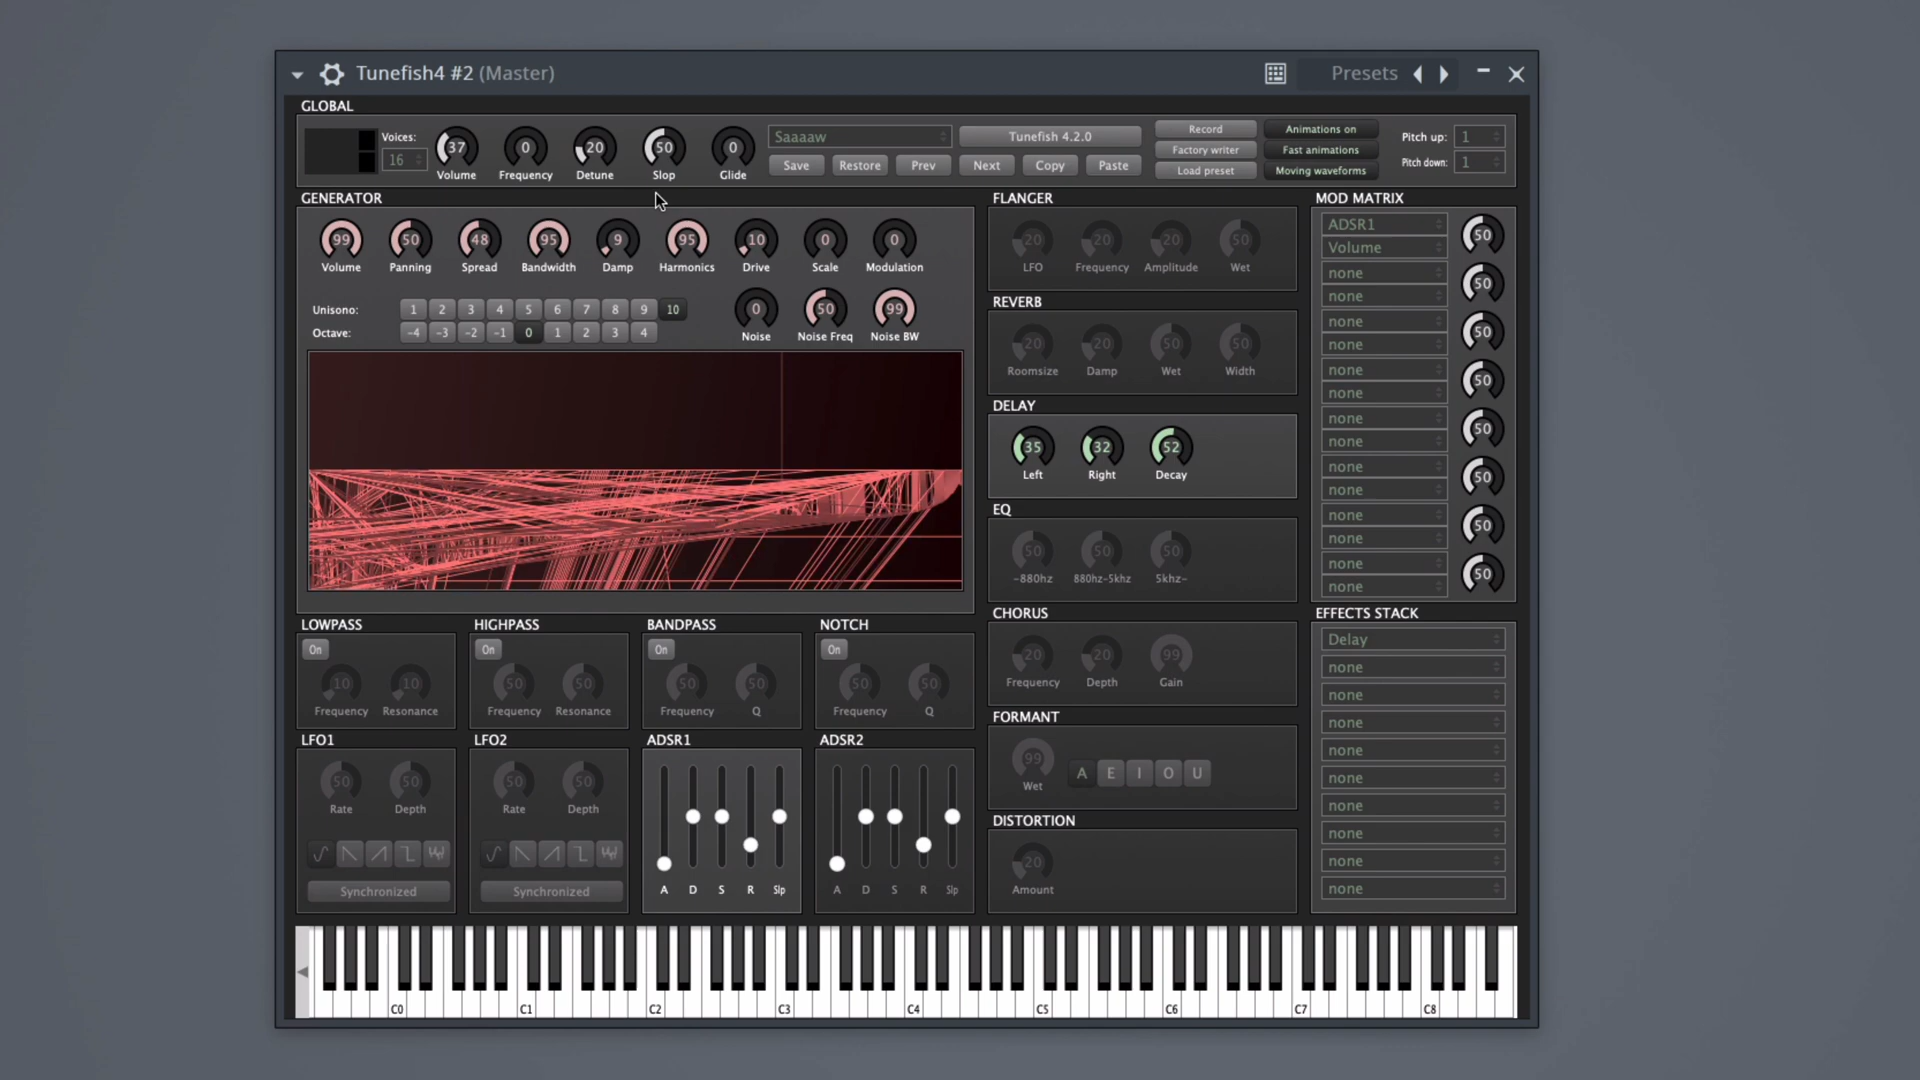 Tunefish4 #2 (Master)
Presets
GLOBAL
Voices:
16
37
Volume
0
Frequency
20
Detune
50
Slop
0
Glide
Saaaaw
Tunefish 4.2.0
Save
Restore
Prev
Next
Copy
Paste
Record
Factory writer
Load preset
Animations on
Fast animations
Moving waveforms
Pitch up: 1
Pitch down: 1
GENERATOR
99 50 48 95 9 95 10 0 0
Volume Panning Spread Bandwidth Damp Harmonics Drive Scale Modulation
Unisono: 1 2 3 4 5 6 7 8 9 10
Octave: -4 -3 -2 -1 0 1 2 3 4
0 50 99
Noise Noise Freq Noise BW
LOWPASS
On
10 10
Frequency Resonance
HIGHPASS
On
50 50
Frequency Resonance
BANDPASS
On
50 50
Frequency Q
NOTCH
On
50 50
Frequency Q
LFO1
50 50
Rate Depth
Synchronized
LFO2
50 50
Rate Depth
Synchronized
ADSR1
A D S R Slp
ADSR2
A D S R Slp
FLANGER
20 20 20 50
LFO Frequency Amplitude Wet
REVERB
20 20 50 50
Roomsize Damp Wet Width
DELAY
35 32 52
Left Right Decay
EQ
50 50 50
-880hz 880hz-5khz 5khz-
CHORUS
20 20 99
Frequency Depth Gain
FORMANT
99
Wet
A E I O U
DISTORTION
20
Amount
MOD MATRIX
ADSR1
Volume
50
none
none
50
none
none
50
none
none
50
none
none
50
none
none
50
none
none
50
none
none
50
EFFECTS STACK
Delay
none
none
none
none
none
none
none
none
none
C0 C1 C2 C3 C4 C5 C6 C7 C8